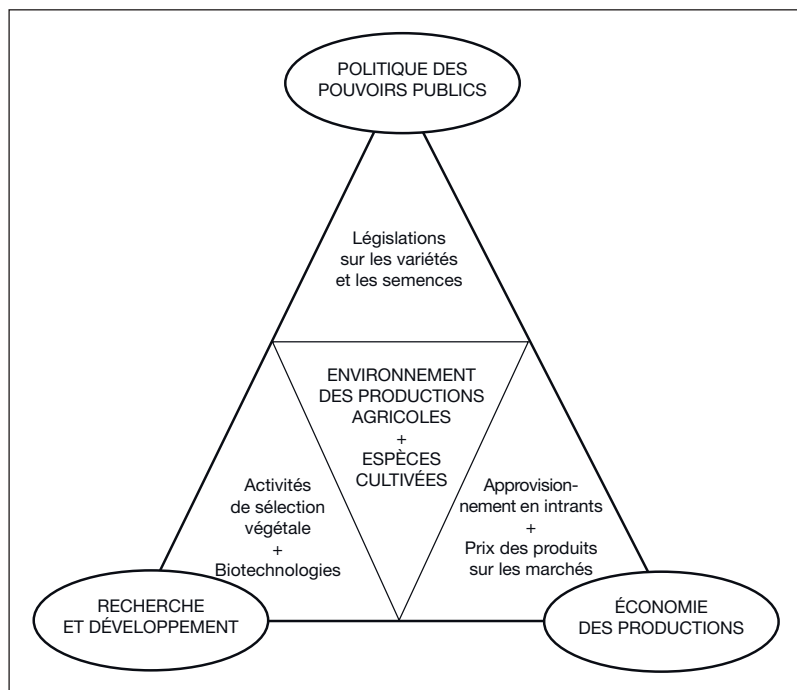 POLITIQUE DES
POUVOIRS PUBLICS
Législations
sur les variétés
et les semences
ENVIRONNEMENT
DES PRODUCTIONS
AGRICOLES
+
ESPÈCES
CULTIVÉES
Activités
de sélection
végétale
+
Biotechnologies
Approvision-
nement en intrants
+
Prix des produits
sur les marchés
RECHERCHE
ET DÉVELOPPEMENT
ÉCONOMIE
DES PRODUCTIONS